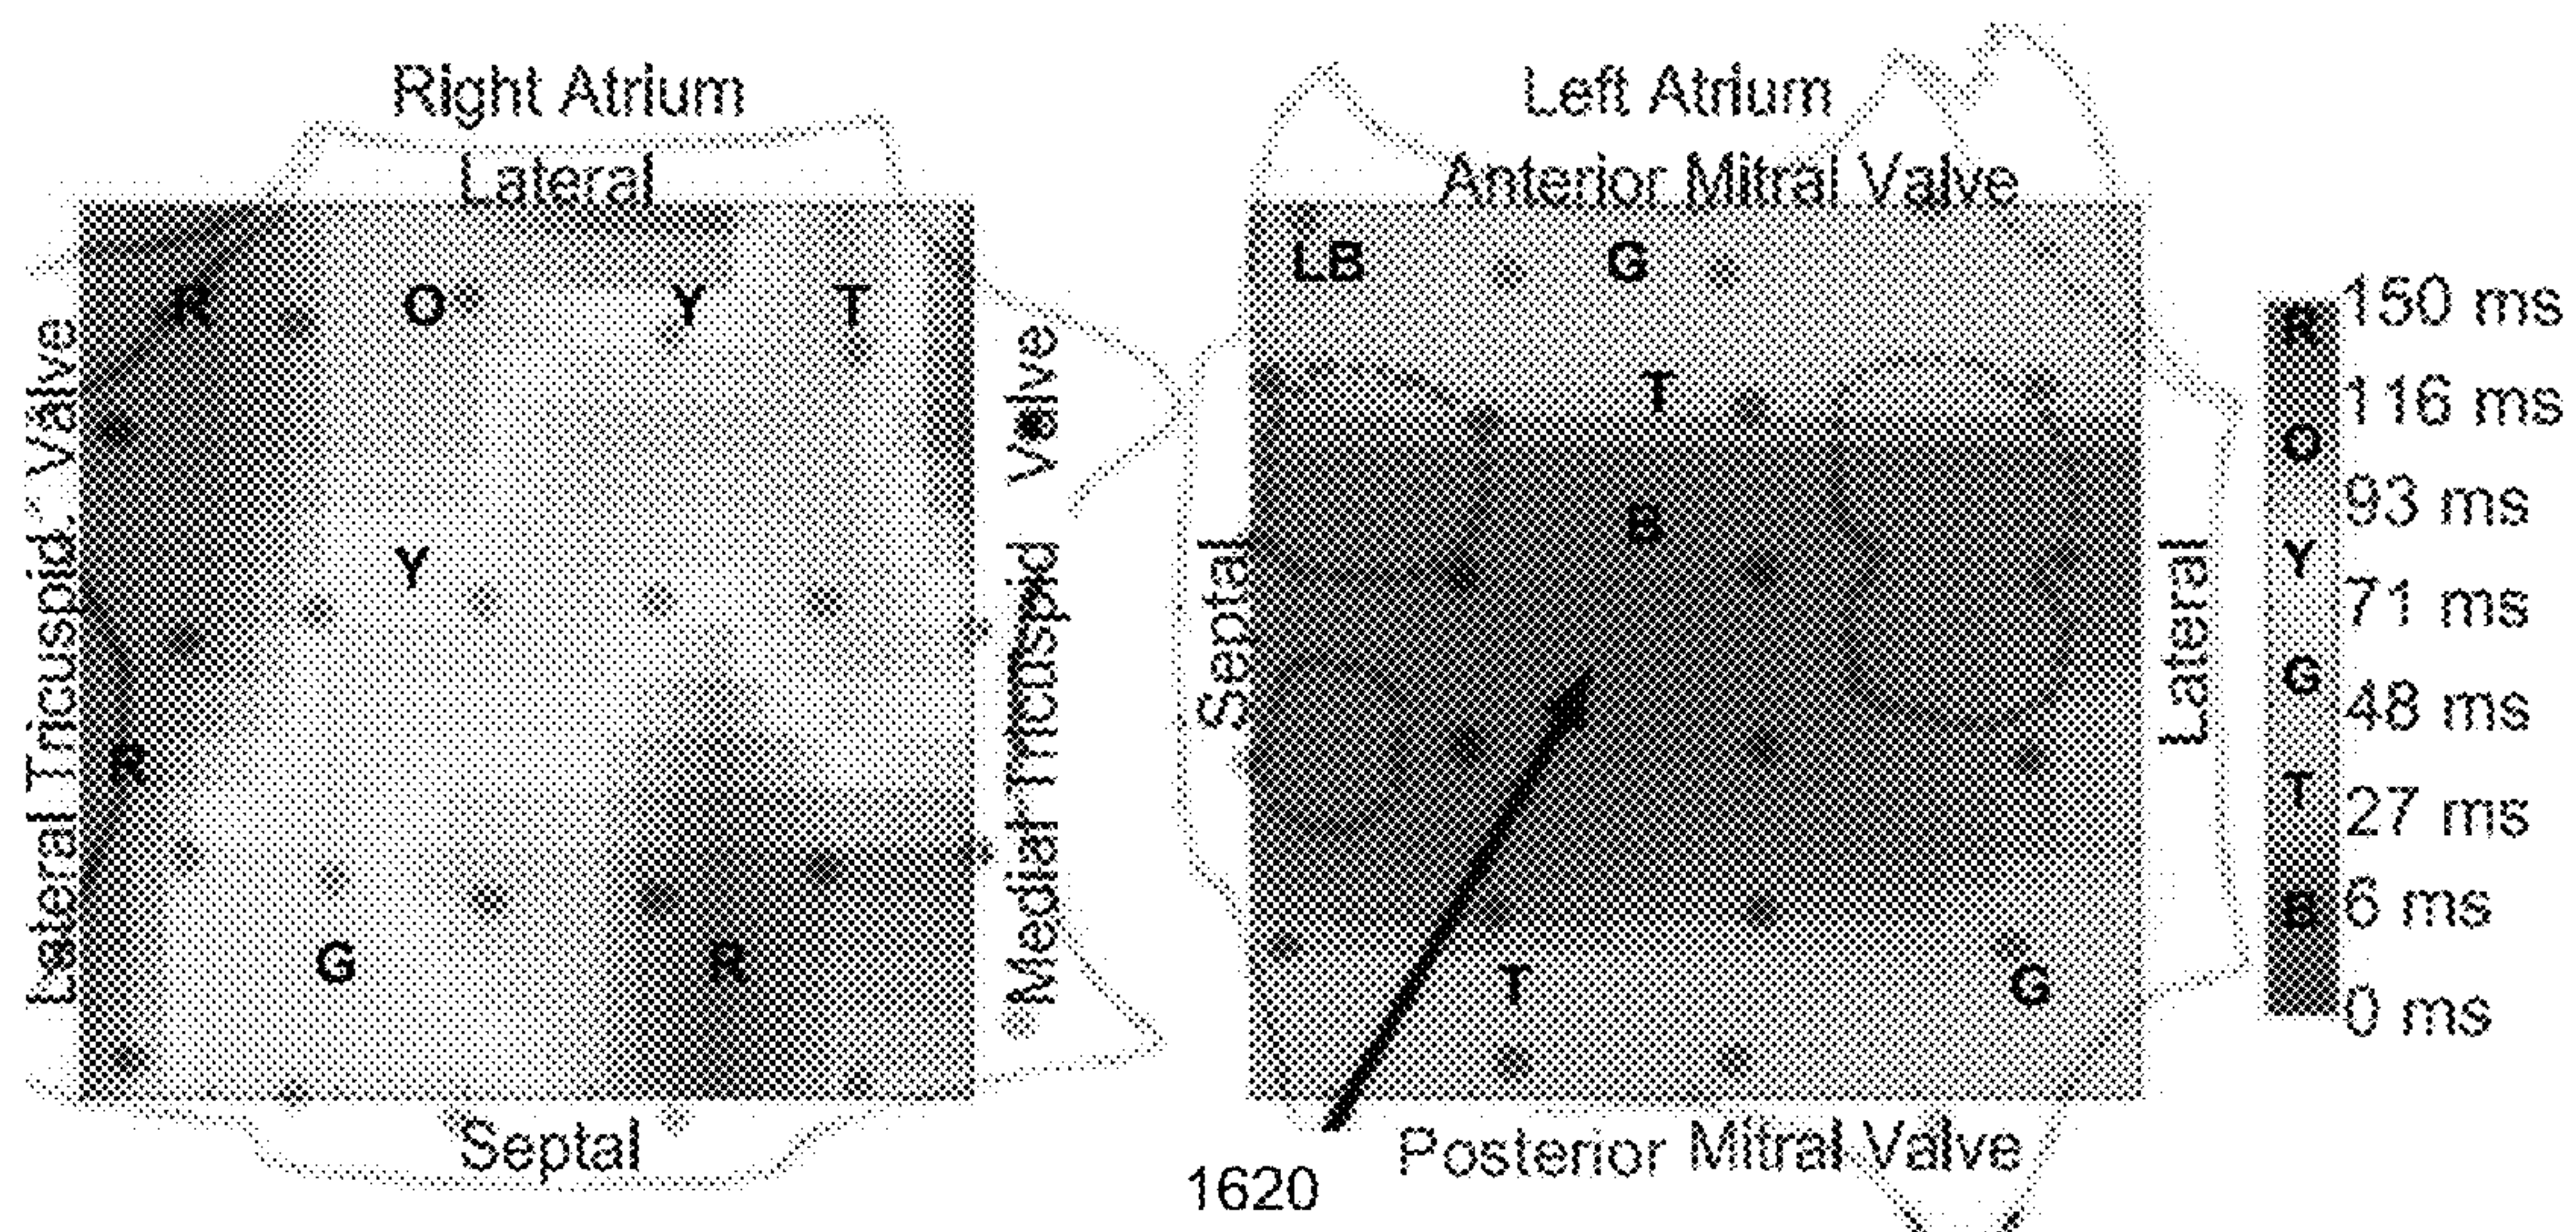 Right Atrium
Lateral
Lateral Tricuspid Valve
R O Y T
Y
R
G R
Medial Tricuspid Valve
Septal
Left Atrium
Anterior Mitral Valve
LB G
T
B
Septal
Lateral
T G
Posterior Mitral Valve
1620
R
150 ms
116 ms
O
93 ms
Y
71 ms
G
48 ms
T
27 ms
B
6 ms
0 ms